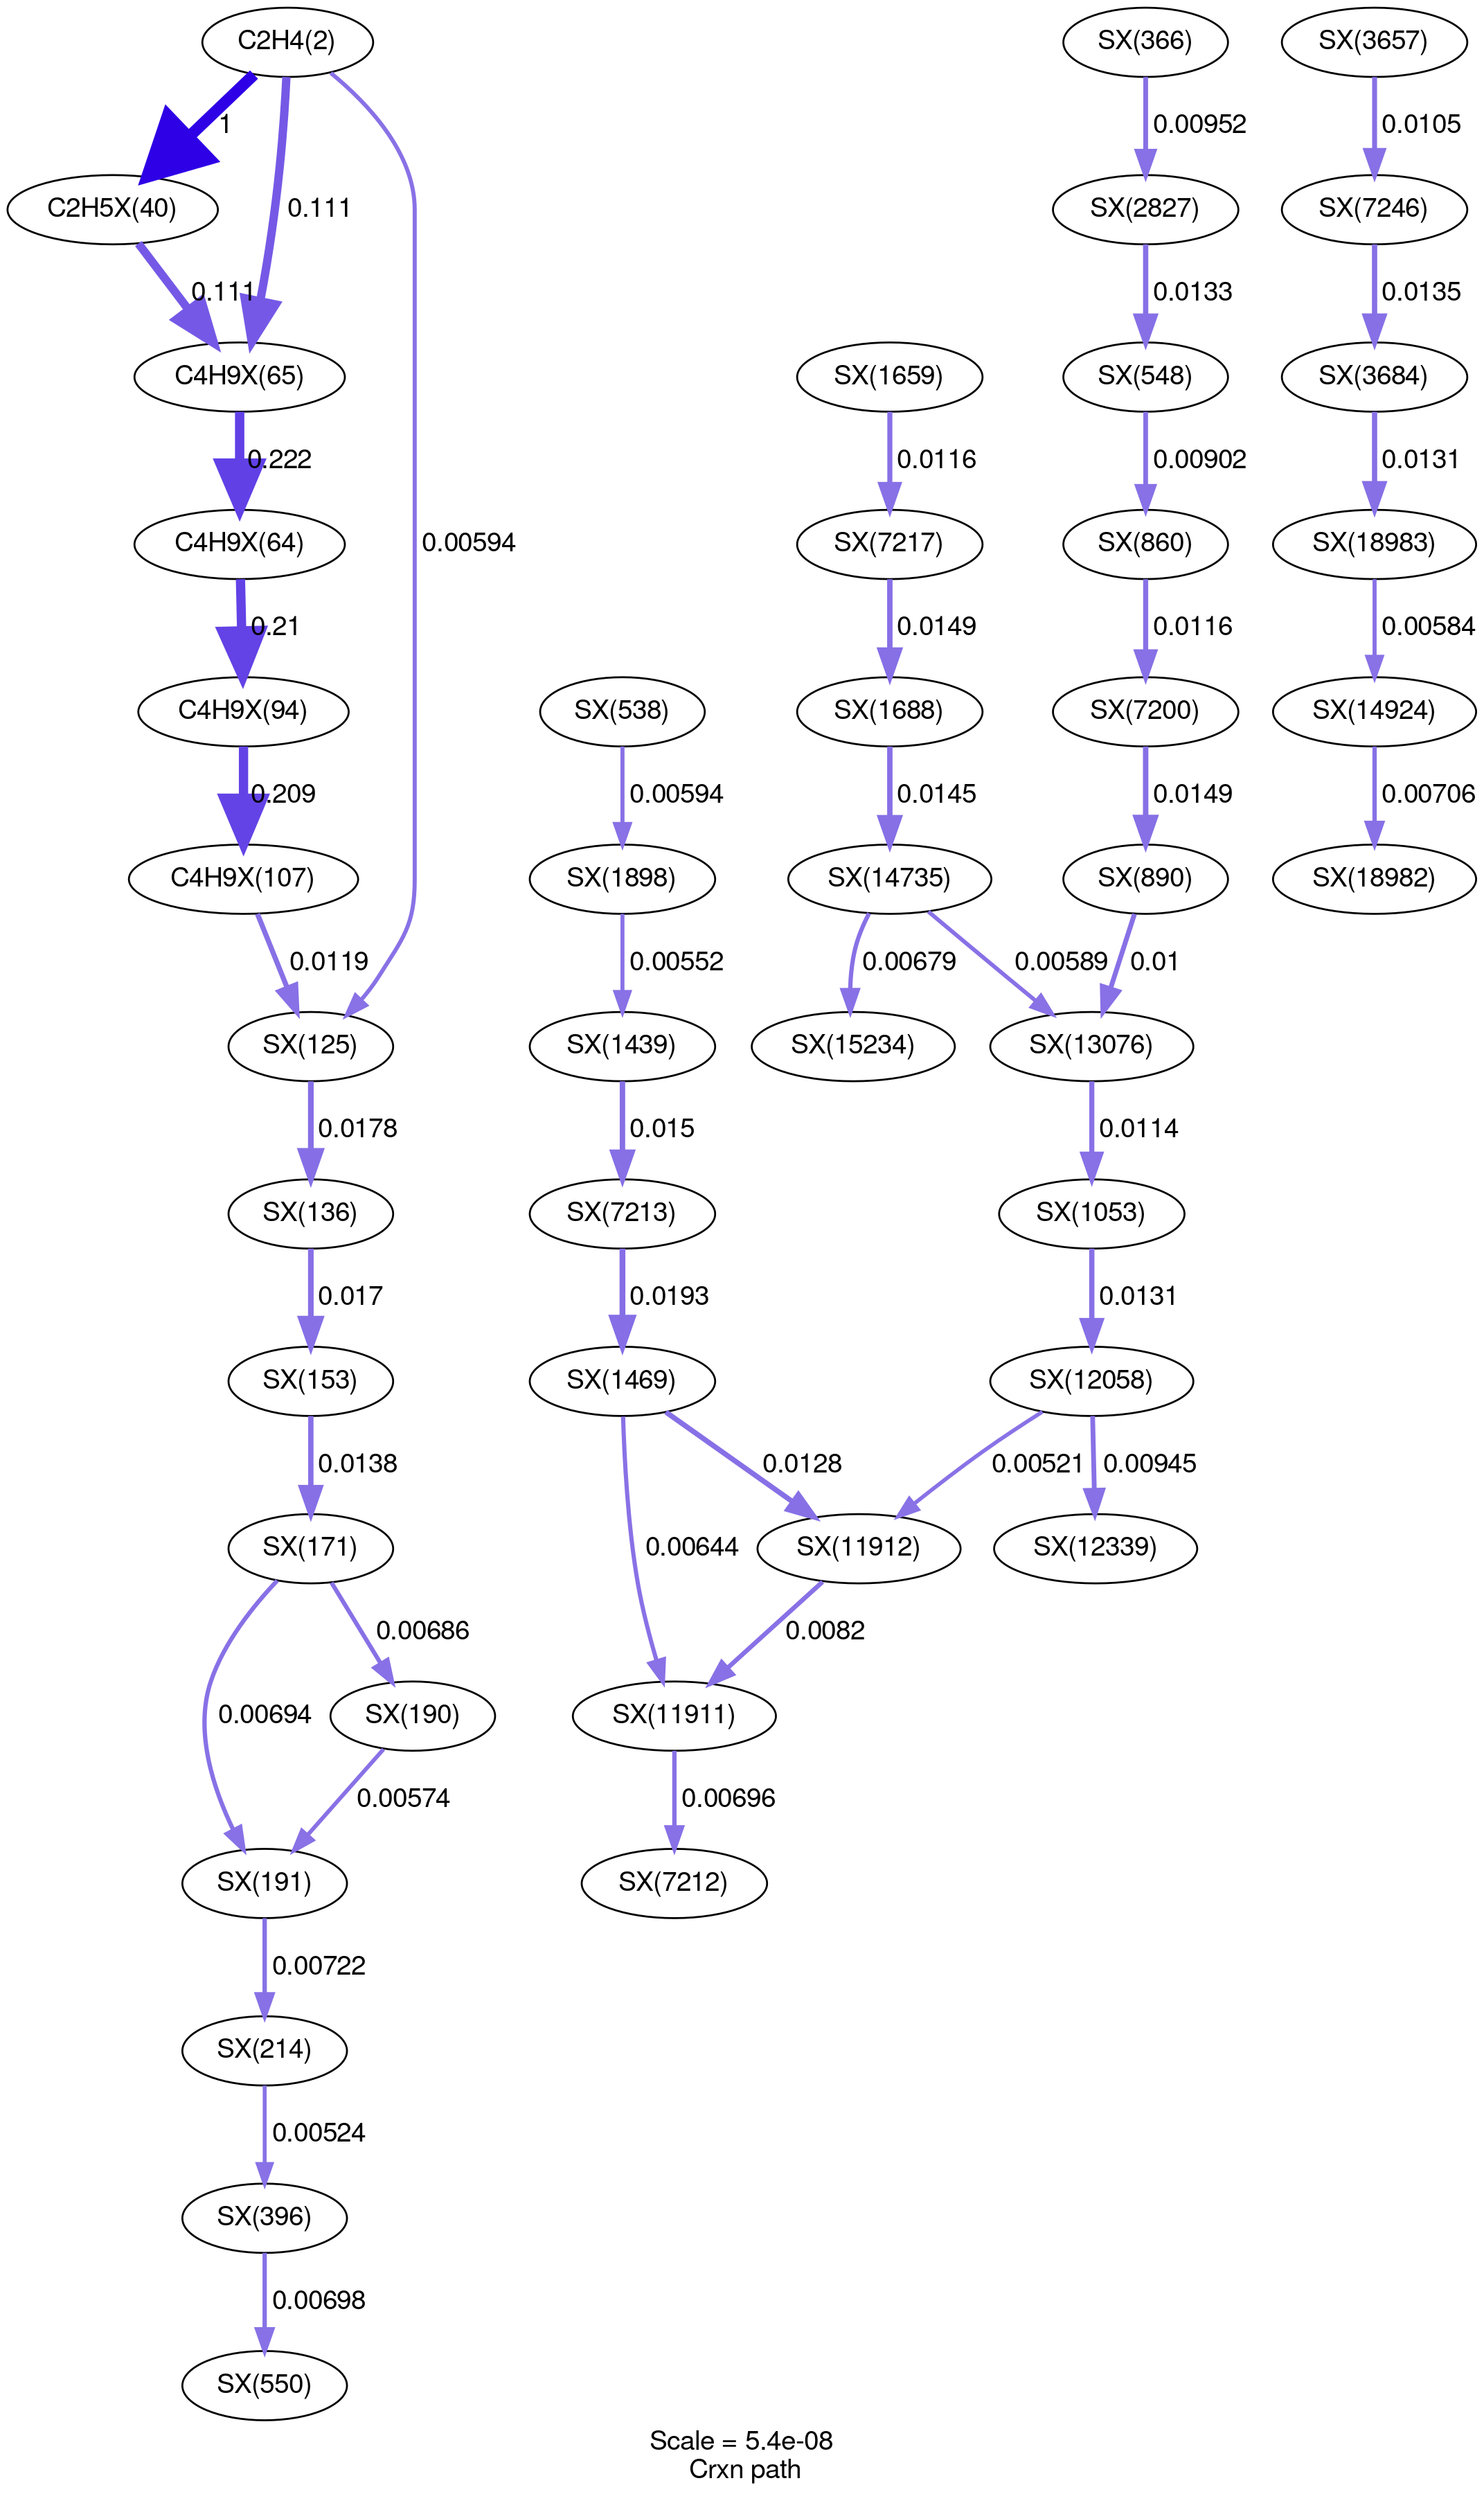 C2H4(2)
SX(366)
SX(3657)
1
0.00952
0.0105
C2H5X(40)
0.111
SX(2827)
SX(7246)
0.111
0.0133
0.0135
C4H9X(65)
SX(1659)
SX(548)
SX(3684)
0.222
0.0116
0.00902
0.0131
C4H9X(64)
0.00594
SX(7217)
SX(860)
SX(18983)
0.21
0.0149
0.0116
0.00584
C4H9X(94)
SX(538)
SX(1688)
SX(7200)
SX(14924)
0.209
0.00594
0.0145
0.0149
0.00706
C4H9X(107)
SX(1898)
SX(14735)
SX(890)
SX(18982)
0.0119
0.00552
0.00679
0.00589
0.01
SX(125)
SX(1439)
SX(15234)
SX(13076)
0.0178
0.015
0.0114
SX(136)
SX(7213)
SX(1053)
0.017
0.0193
0.0131
SX(153)
SX(1469)
SX(12058)
0.0138
0.0128
0.00521
0.00945
SX(171)
0.00644
SX(11912)
SX(12339)
0.00686
0.0082
0.00694
SX(190)
SX(11911)
0.00574
0.00696
SX(191)
SX(7212)
0.00722
SX(214)
0.00524
SX(396)
0.00698
SX(550)
Scale = 5.4e-08
Crxn path